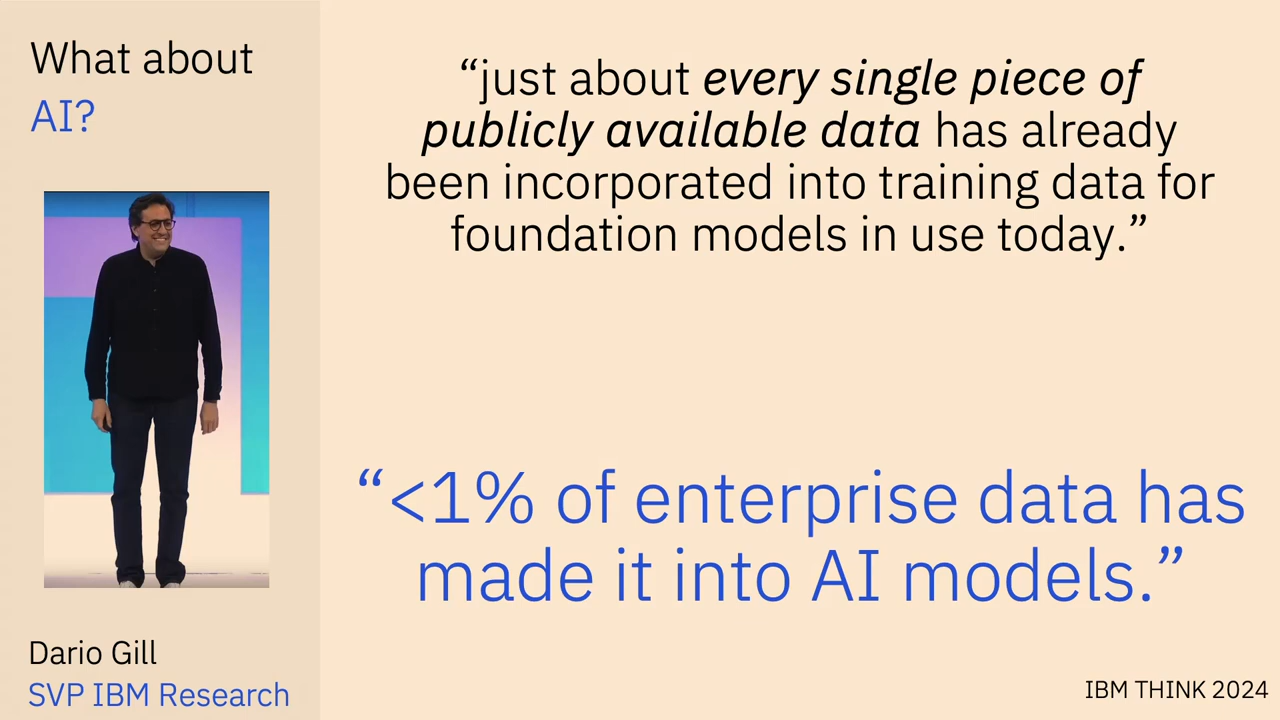 What about
AI?
“just about every single piece of
publicly available data has already
been incorporated into training data for
foundation models in use today.”
“<1% of enterprise data has
made it into AI models.”
Dario Gill
SVP IBM Research
IBM THINK 2024